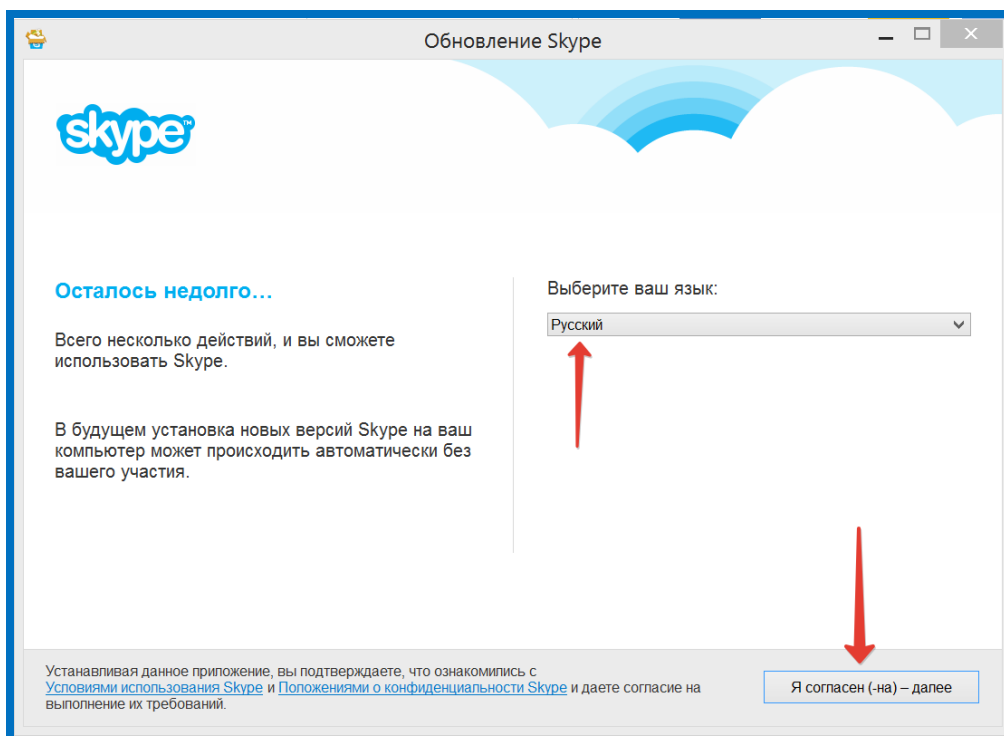 Обновление Skype
skype™
Осталось недолго...
Всего несколько действий, и вы сможете
использовать Skype.
В будущем установка новых версий Skype на ваш
компьютер может происходить автоматически без
вашего участия.
Выберите ваш язык:
Русский
Устанавливая данное приложение, вы подтверждаете, что ознакомились с
Условиями использования Skype и Положениями о конфиденциальности Skype и даете согласие на
выполнение их требований.
Я согласен (-на) – далее